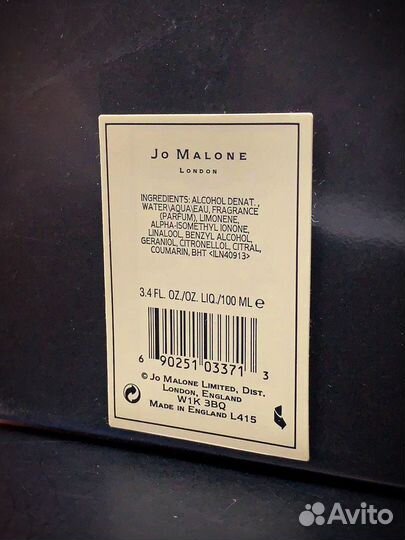 JO MALONE
LONDON
INGREDIENTS: ALCOHOL DENAT.,
WATER\AQUA\EAU, FRAGRANCE
(PARFUM), LIMONENE,
ALPHA-ISOMETHYL IONONE,
LINALOOL, BENZYL ALCOHOL,
GERANIOL, CITRONELLOL, CITRAL,
COUMARIN, BHT <ILN40913>
3.4 FL. OZ./OZ. LIQ./100 ML ℮
6 90251 03371 3
© JO MALONE LIMITED, DIST.
LONDON, ENGLAND
W1K 3BQ
MADE IN ENGLAND L415
Avito